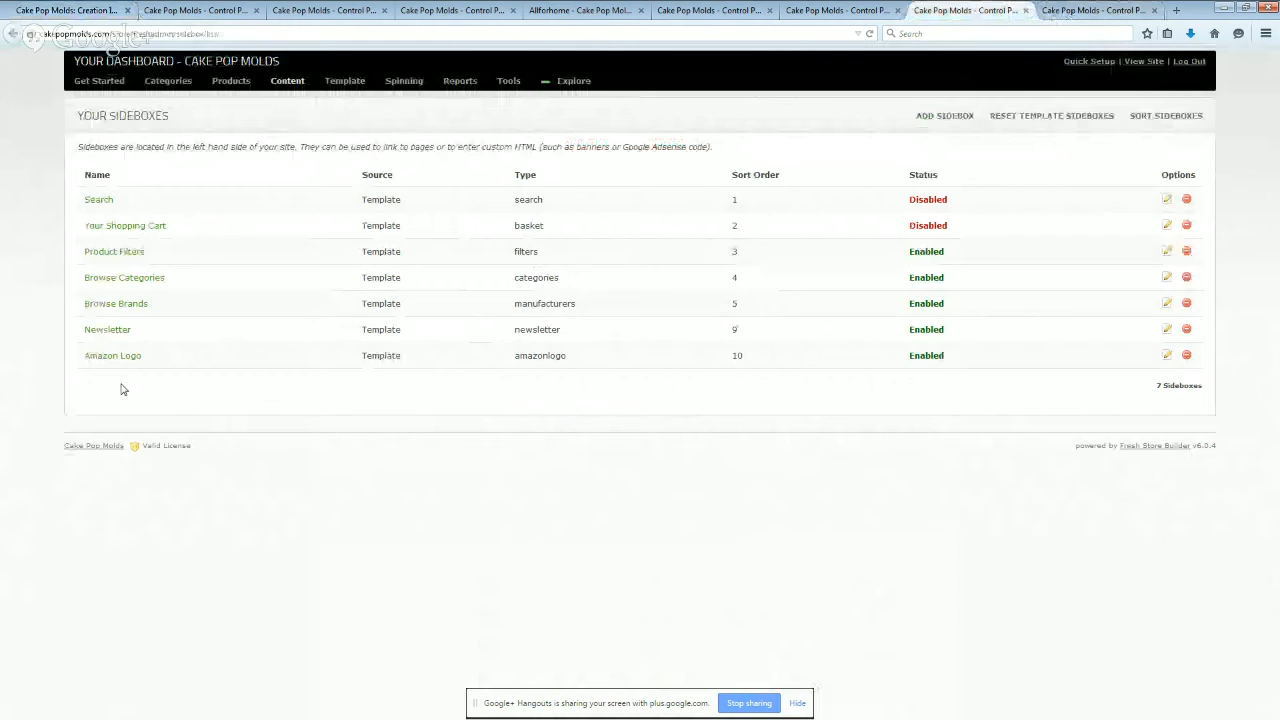 Cake Pop Molds: Creation I... Cake Pop Molds - Control P... Cake Pop Molds - Control P... Cake Pop Molds - Control P... Allforhome - Cake Pop Mol... Cake Pop Molds - Control P... Cake Pop Molds - Control P... Cake Pop Molds - Control P... Cake Pop Molds - Control P...
Google+ Search
YOUR DASHBOARD - CAKE POP MOLDS Quick Setup | View Site | Log Out
Get Started Categories Products Content Template Spinning Reports Tools Explore
YOUR SIDEBOXES ADD SIDEBOX RESET TEMPLATE SIDEBOXES SORT SIDEBOXES
Sideboxes are located in the left hand side of your site. They can be used to link to pages or to enter custom HTML (such as banners or Google Adsense code).
Name Source Type Sort Order Status Options
Search Template search 1 Disabled
Your Shopping Cart Template basket 2 Disabled
Product Filters Template filters 3 Enabled
Browse Categories Template categories 4 Enabled
Browse Brands Template manufacturers 5 Enabled
Newsletter Template newsletter 9 Enabled
Amazon Logo Template amazonlogo 10 Enabled
7 Sideboxes
Cake Pop Molds Valid License powered by Fresh Store Builder v6.0.4
Google+ Hangouts is sharing your screen with plus.google.com. Stop sharing Hide